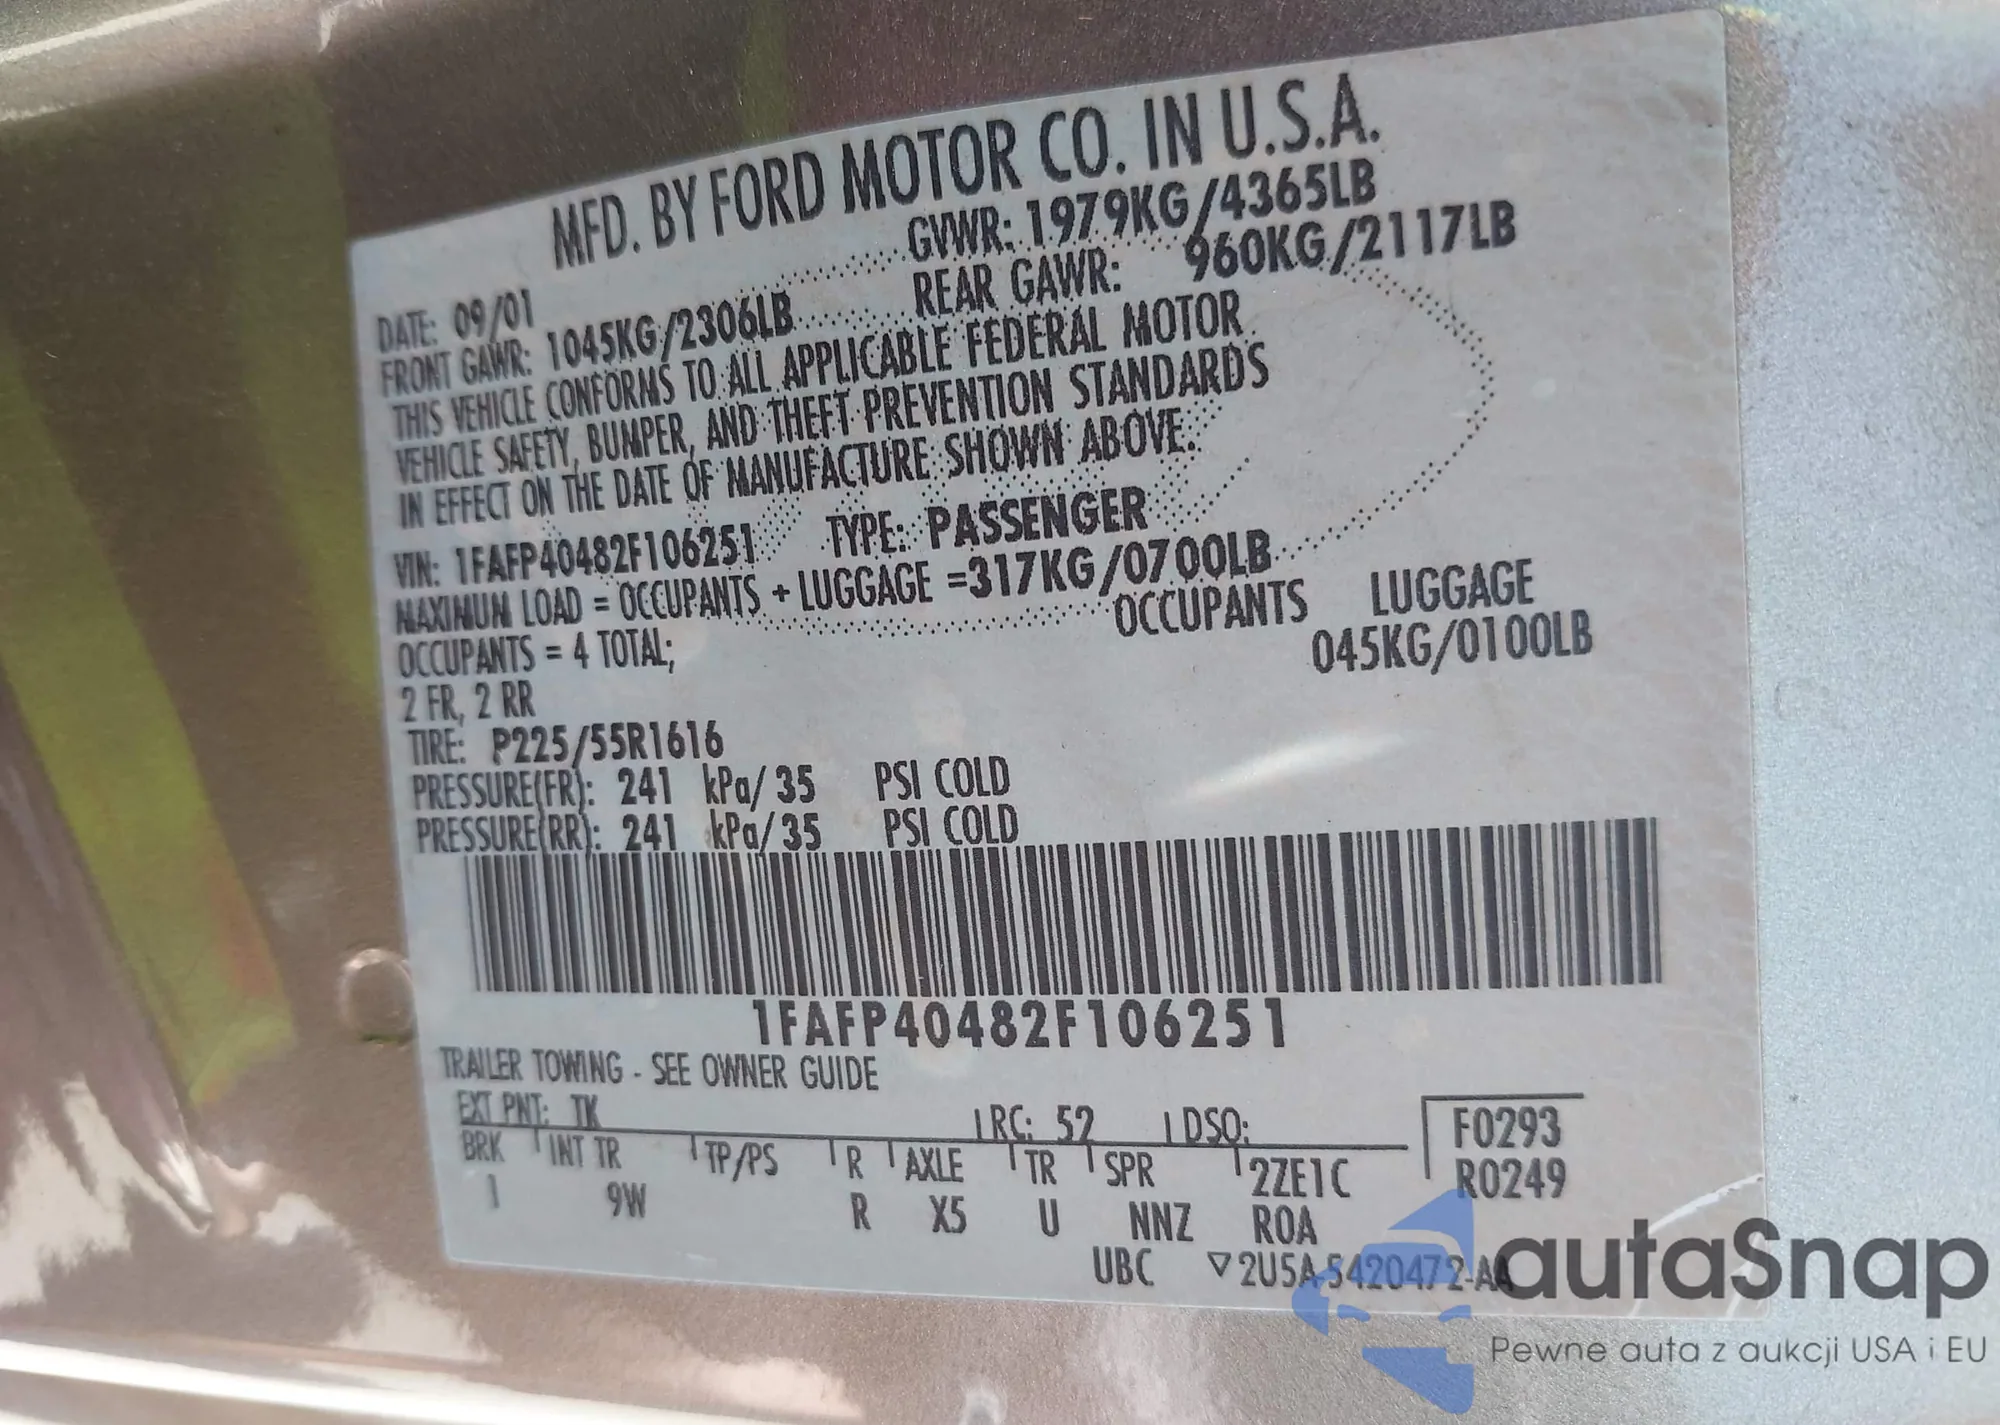 MFD. BY FORD MOTOR CO. IN U.S.A.
DATE: 09/01 GVWR: 1979KG/4365LB
FRONT GAWR: 1045KG/2306LB REAR GAWR: 960KG/2117LB
THIS VEHICLE CONFORMS TO ALL APPLICABLE FEDERAL MOTOR
VEHICLE SAFETY, BUMPER, AND THEFT PREVENTION STANDARDS
IN EFFECT ON THE DATE OF MANUFACTURE SHOWN ABOVE.
VIN: 1FAFP40482F106251 TYPE: PASSENGER
MAXIMUM LOAD = OCCUPANTS + LUGGAGE =317KG/0700LB
OCCUPANTS = 4 TOTAL; OCCUPANTS LUGGAGE
2 FR, 2 RR 045KG/0100LB
TIRE: P225/55R1616
PRESSURE(FR): 241 kPa/35 PSI COLD
PRESSURE(RR): 241 kPa/35 PSI COLD
1FAFP40482F106251
TRAILER TOWING - SEE OWNER GUIDE
EXT PNT: TK RC: 52 DSO: F0293
BRK INT TR TP/PS R AXLE TR SPR 2ZE1C R0249
1 9W R X5 U NNZ ROA
UBC ▽2U5A-5420472-AA
autaSnap
Pewne auta z aukcji USA i EU